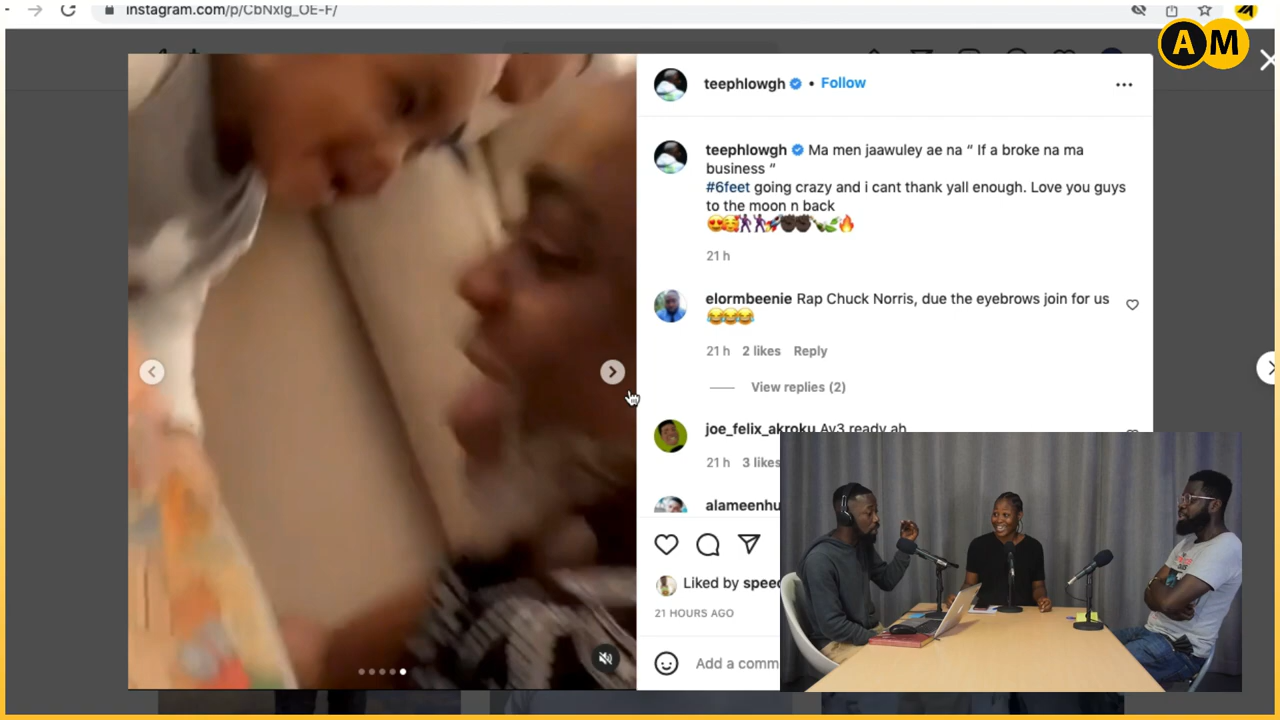 instagram.com/p/CbNxlg_OE-F/
AM
teephlowgh • Follow
teephlowgh Ma men jaawuley ae na “ If a broke na ma
business “
#6feet going crazy and i cant thank yall enough. Love you guys
to the moon n back
21 h
elormbeenie Rap Chuck Norris, due the eyebrows join for us
21 h 2 likes Reply
View replies (2)
joe_felix_akroku Ay3 ready ah
21 h 3 likes
alameenhu
Liked by speed
21 HOURS AGO
Add a comm